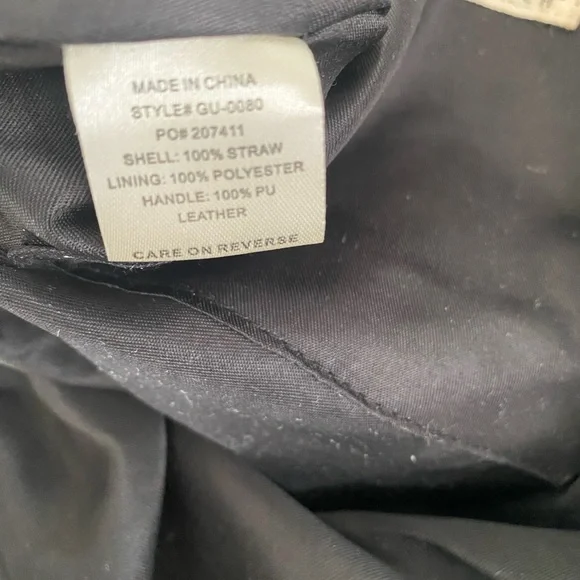 MADE IN CHINA
STYLE# GU-0080
PO# 207411
SHELL: 100% STRAW
LINING: 100% POLYESTER
HANDLE: 100% PU
LEATHER
CARE ON REVERSE